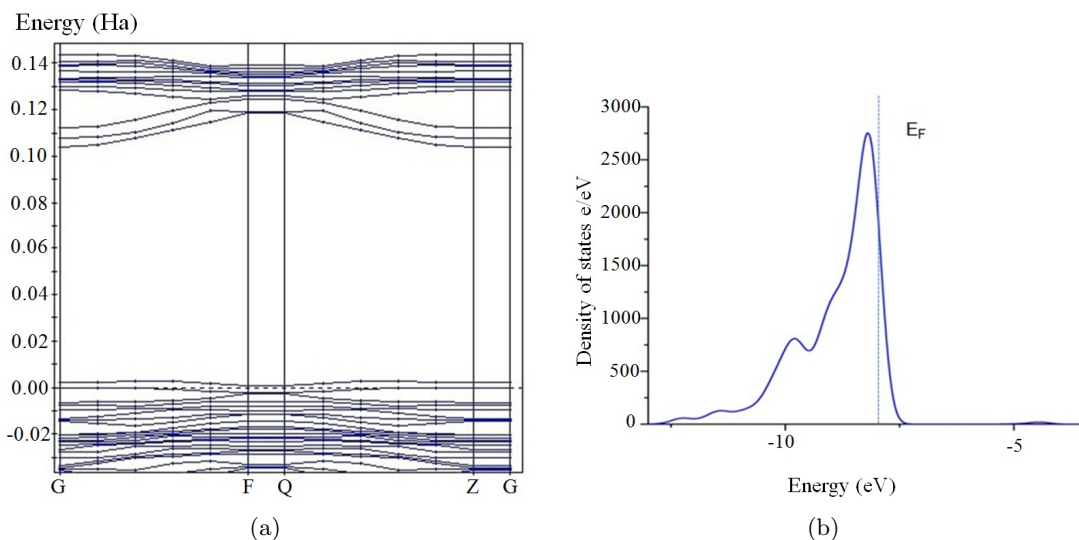 Energy (Ha)
0.14
0.12
0.10
0.08
0.06
0.04
0.02
0.00
-0.02
G F Q Z G
(a)
3000
2500
2000
1500
1000
500
0
Density of states e/eV
E_F
-10 -5
Energy (eV)
(b)